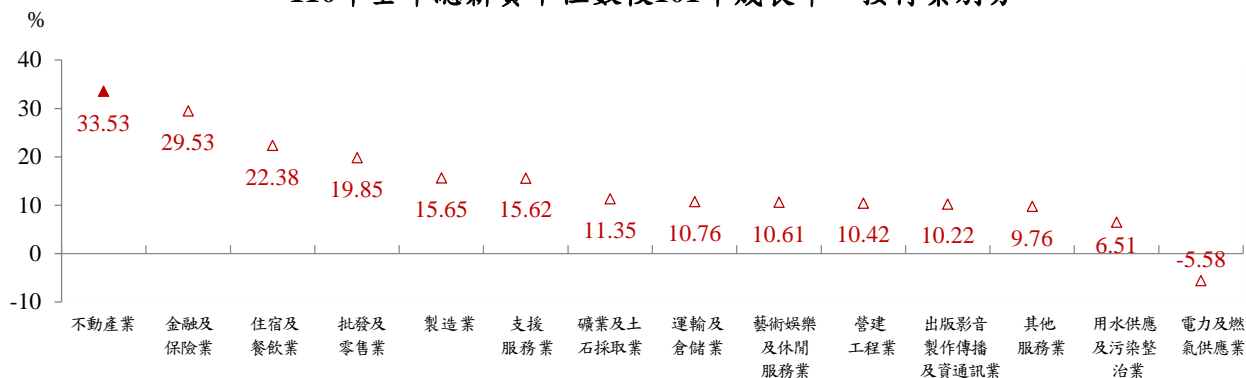 %
40
30
20
10
0
-10
33.53
29.53
22.38
19.85
15.65
15.62
11.35
10.76
10.61
10.42
10.22
9.76
6.51
-5.58
不動產業
金融及
保險業
住宿及
餐飲業
批發及
零售業
製造業
支援
服務業
礦業及土
石採取業
運輸及
倉儲業
藝術娛樂
及休閒
服務業
營建
工程業
出版影音
製作傳播
及資通訊業
其他
服務業
用水供應
及污染整
治業
電力及燃
氣供應業